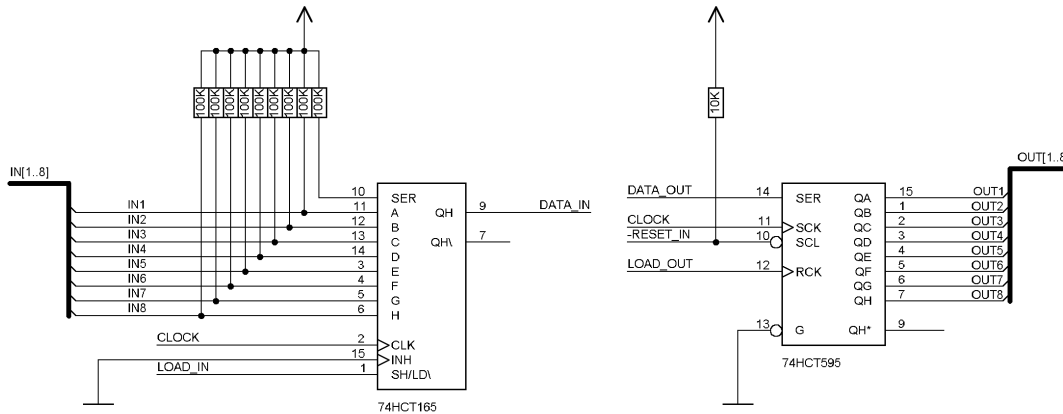 100K 100K 100K 100K 100K 100K 100K 100K 100K
10K
IN[1..8]
OUT[1..8
IN1
IN2
IN3
IN4
IN5
IN6
IN7
IN8
CLOCK
LOAD_IN
10 SER
11 A
12 B
13 C
14 D
3 E
4 F
5 G
6 H
2 CLK
15 INH
1 SH/LD\
QH 9 DATA_IN
QH\ 7
74HCT165
DATA_OUT 14 SER
CLOCK 11 SCK
-RESET_IN 10 SCL
LOAD_OUT 12 RCK
13 G
QA 15 OUT1
QB 1 OUT2
QC 2 OUT3
QD 3 OUT4
QE 4 OUT5
QF 5 OUT6
QG 6 OUT7
QH 7 OUT8
QH* 9
74HCT595